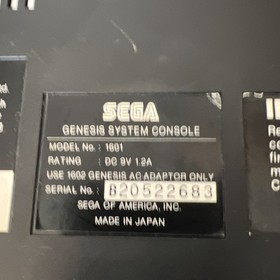 SEGA
GENESIS SYSTEM CONSOLE
MODEL No. : 1601
RATING : DC 9V 1.2A
USE 1602 GENESIS AC ADAPTOR ONLY
SERIAL No. : B20522683
SEGA OF AMERICA, INC.
MADE IN JAPAN